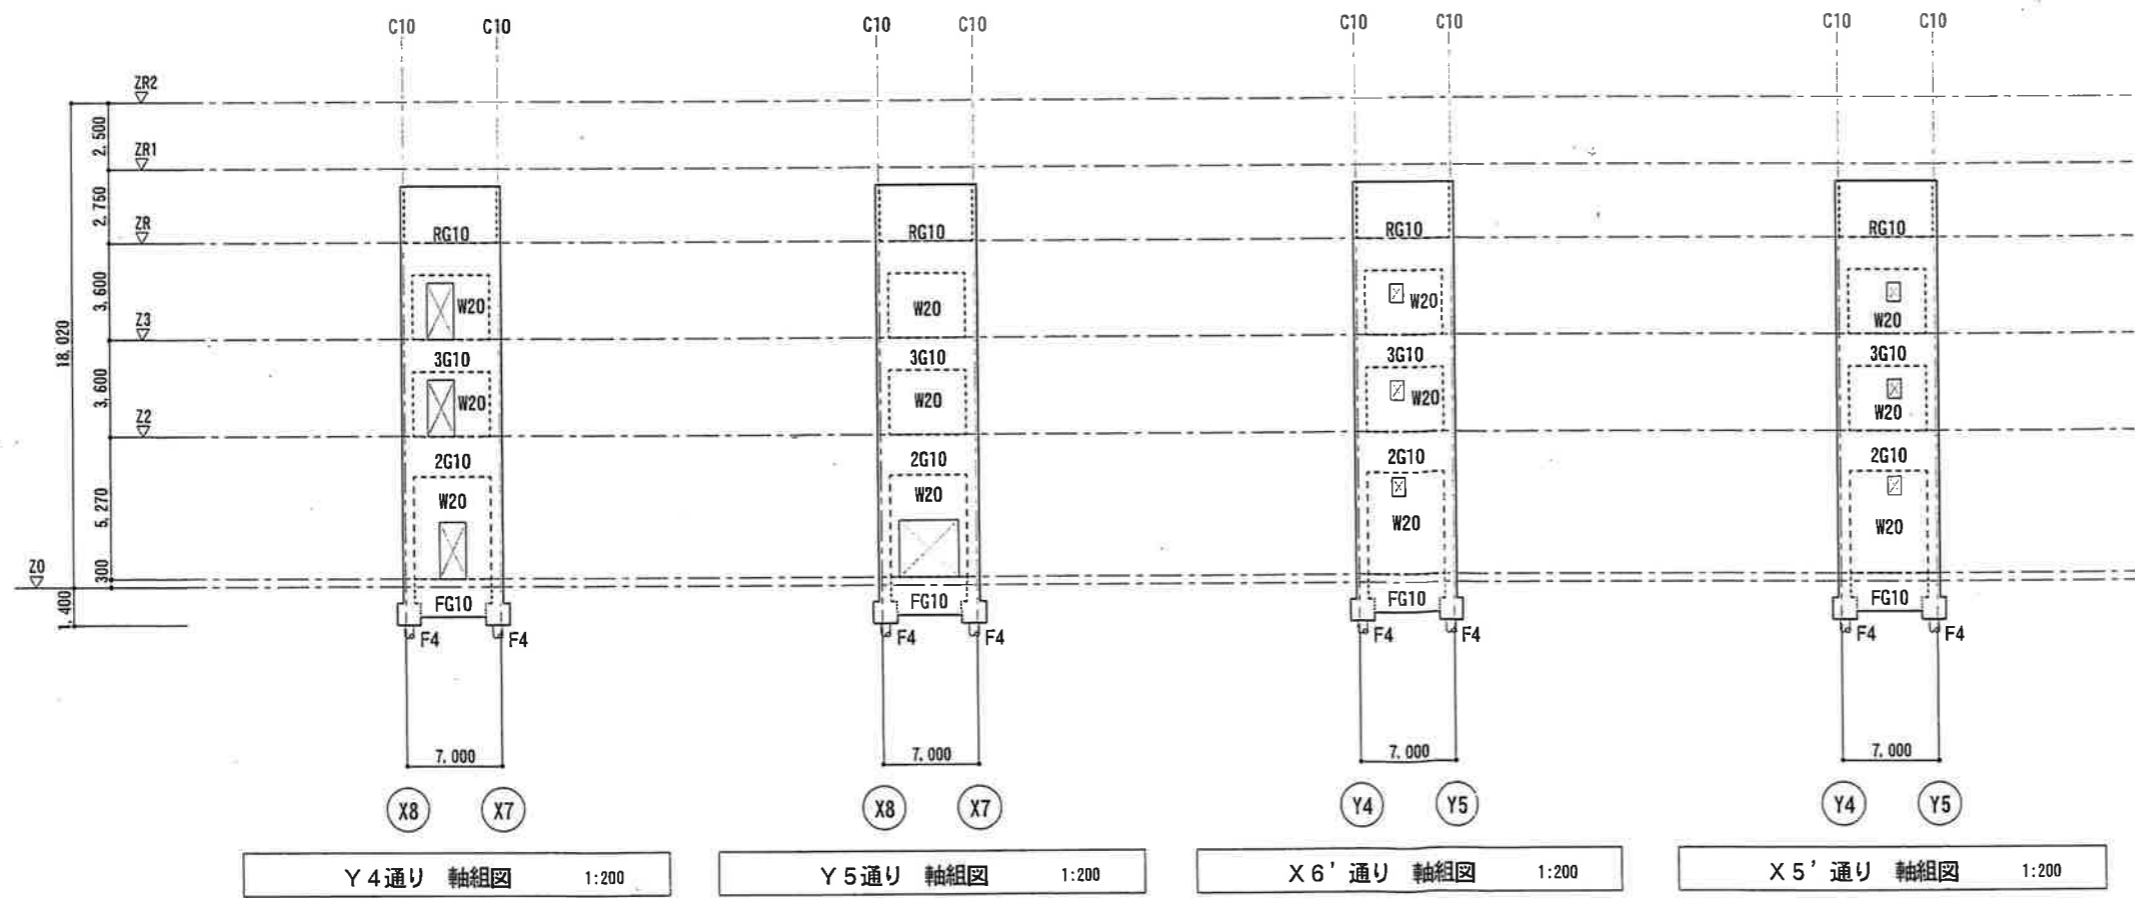 C10 C10 C10 C10 C10 C10 C10 C10
ZR2
2,500
ZR1
2,750
ZR
3,600
Z3
18,020
3,600
Z2
5,270
300
Z0
1,400
RG10 RG10 RG10 RG10
W20 W20 W20 W20
3G10 3G10 3G10 3G10
W20 W20 W20 W20
2G10 2G10 2G10 2G10
W20 W20 W20 W20
FG10 FG10 FG10 FG10
F4 F4 F4 F4 F4 F4 F4 F4
7,000 7,000 7,000 7,000
X8 X7 X8 X7 Y4 Y5 Y4 Y5
Y4通り 軸組図 1:200
Y5通り 軸組図 1:200
X6'通り 軸組図 1:200
X5'通り 軸組図 1:200